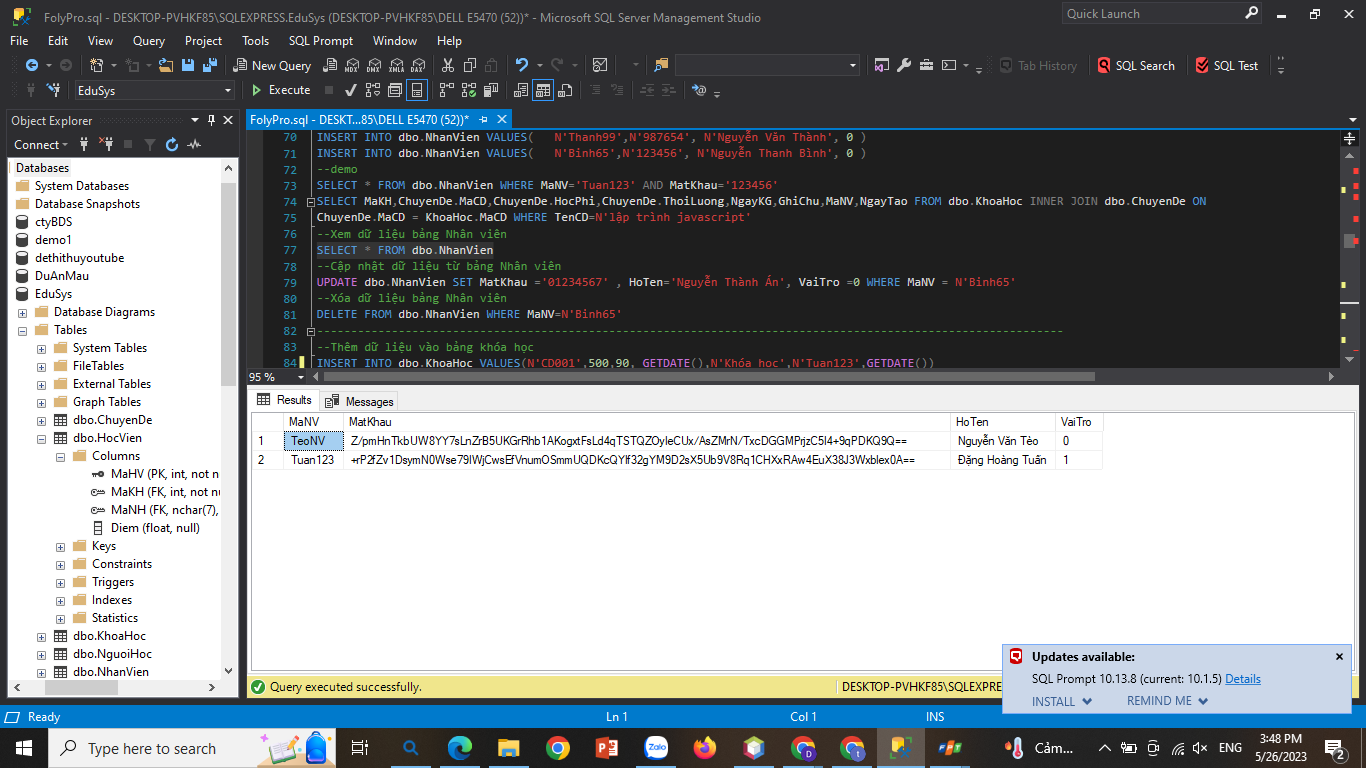 FolyPro.sql - DESKTOP-PVHKF85\SQLEXPRESS.EduSys (DESKTOP-PVHKF85\DELL E5470 (52))* - Microsoft SQL Server Management Studio
Quick Launch
File Edit View Query Project Tools SQL Prompt Window Help
New Query
MDX DMX XMLA DAX
Tab History SQL Search SQL Test
EduSys
Execute
Object Explorer
FolyPro.sql - DESKT...85\DELL E5470 (52))*
Connect
Databases
System Databases
Database Snapshots
ctyBDS
demo1
dethithuyoutube
DuAnMau
EduSys
Database Diagrams
Tables
System Tables
FileTables
External Tables
Graph Tables
dbo.ChuyenDe
dbo.HocVien
Columns
MaHV (PK, int, not n
MaKH (FK, int, not nu
MaNH (FK, nchar(7),
Diem (float, null)
Keys
Constraints
Triggers
Indexes
Statistics
dbo.KhoaHoc
dbo.NguoiHoc
dbo.NhanVien
70 INSERT INTO dbo.NhanVien VALUES( N'Thanh99',N'987654', N'Nguyễn Văn Thành', 0 )
71 INSERT INTO dbo.NhanVien VALUES( N'Binh65',N'123456', N'Nguyễn Thanh Bình', 0 )
72 --demo
73 SELECT * FROM dbo.NhanVien WHERE MaNV='Tuan123' AND MatKhau='123456'
74 SELECT MaKH,ChuyenDe.MaCD,ChuyenDe.HocPhi,ChuyenDe.ThoiLuong,NgayKG,GhiChu,MaNV,NgayTao FROM dbo.KhoaHoc INNER JOIN dbo.ChuyenDe ON
75 ChuyenDe.MaCD = KhoaHoc.MaCD WHERE TenCD=N'lập trình javascript'
76 --Xem dữ liệu bảng Nhân viên
77 SELECT * FROM dbo.NhanVien
78 --Cập nhật dữ liệu từ bảng Nhân viên
79 UPDATE dbo.NhanVien SET MatKhau ='01234567' , HoTen='Nguyễn Thành Án', VaiTro =0 WHERE MaNV = N'Binh65'
80 --Xóa dữ liệu bảng Nhân viên
81 DELETE FROM dbo.NhanVien WHERE MaNV=N'Binh65'
82 ----------------------------------------------------------------------------------------------------
83 --Thêm dữ liệu vào bảng khóa học
84 INSERT INTO dbo.KhoaHoc VALUES(N'CD001',500,90, GETDATE(),N'Khóa học',N'Tuan123',GETDATE())
95 %
Results Messages
MaNV MatKhau HoTen VaiTro
1 TeoNV Z/pmHnTkbUW8YY7sLnZrB5UKGrRhb1AKogxtFsLd4qTSTQZOyleCUx/AsZMrN/TxcDGGMPrjzC5l4+9qPDKQ9Q== Nguyễn Văn Tèo 0
2 Tuan123 +rP2fZv1DsymN0Wse79IWjCwsEfVnumOSmmUQDKcQYlf32gYM9D2sX5Ub9V8Rq1CHXxRAw4EuX38J3Wxblex0A== Đặng Hoàng Tuấn 1
Query executed successfully.
DESKTOP-PVHKF85\SQLEXPRE
Updates available:
SQL Prompt 10.13.8 (current: 10.1.5) Details
INSTALL REMIND ME
Ready Ln 1 Col 1 INS
Type here to search
Zalo
D
t
FPT
Cảm...
ENG
3:48 PM
5/26/2023
2